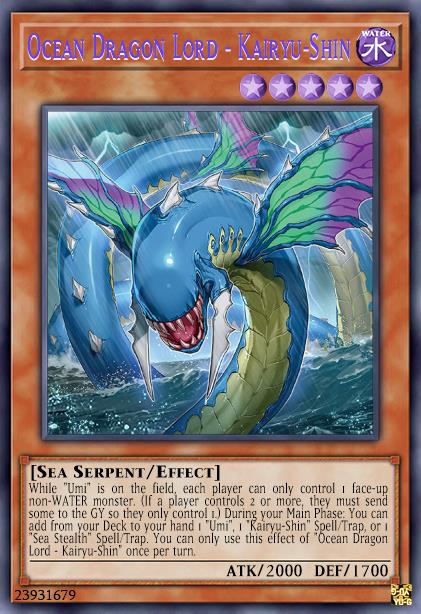 OCEAN DRAGON LORD - KAIRYU-SHIN
WATER
水
[SEA SERPENT/EFFECT]
While "Umi" is on the field, each player can only control 1 face-up
non-WATER monster. (If a player controls 2 or more, they must send
some to the GY so they only control 1.) During your Main Phase: You can
add from your Deck to your hand 1 "Umi", 1 "Kairyu-Shin" Spell/Trap, or 1
"Sea Stealth" Spell/Trap. You can only use this effect of "Ocean Dragon
Lord - Kairyu-Shin" once per turn.
ATK/2000 DEF/1700
23931679